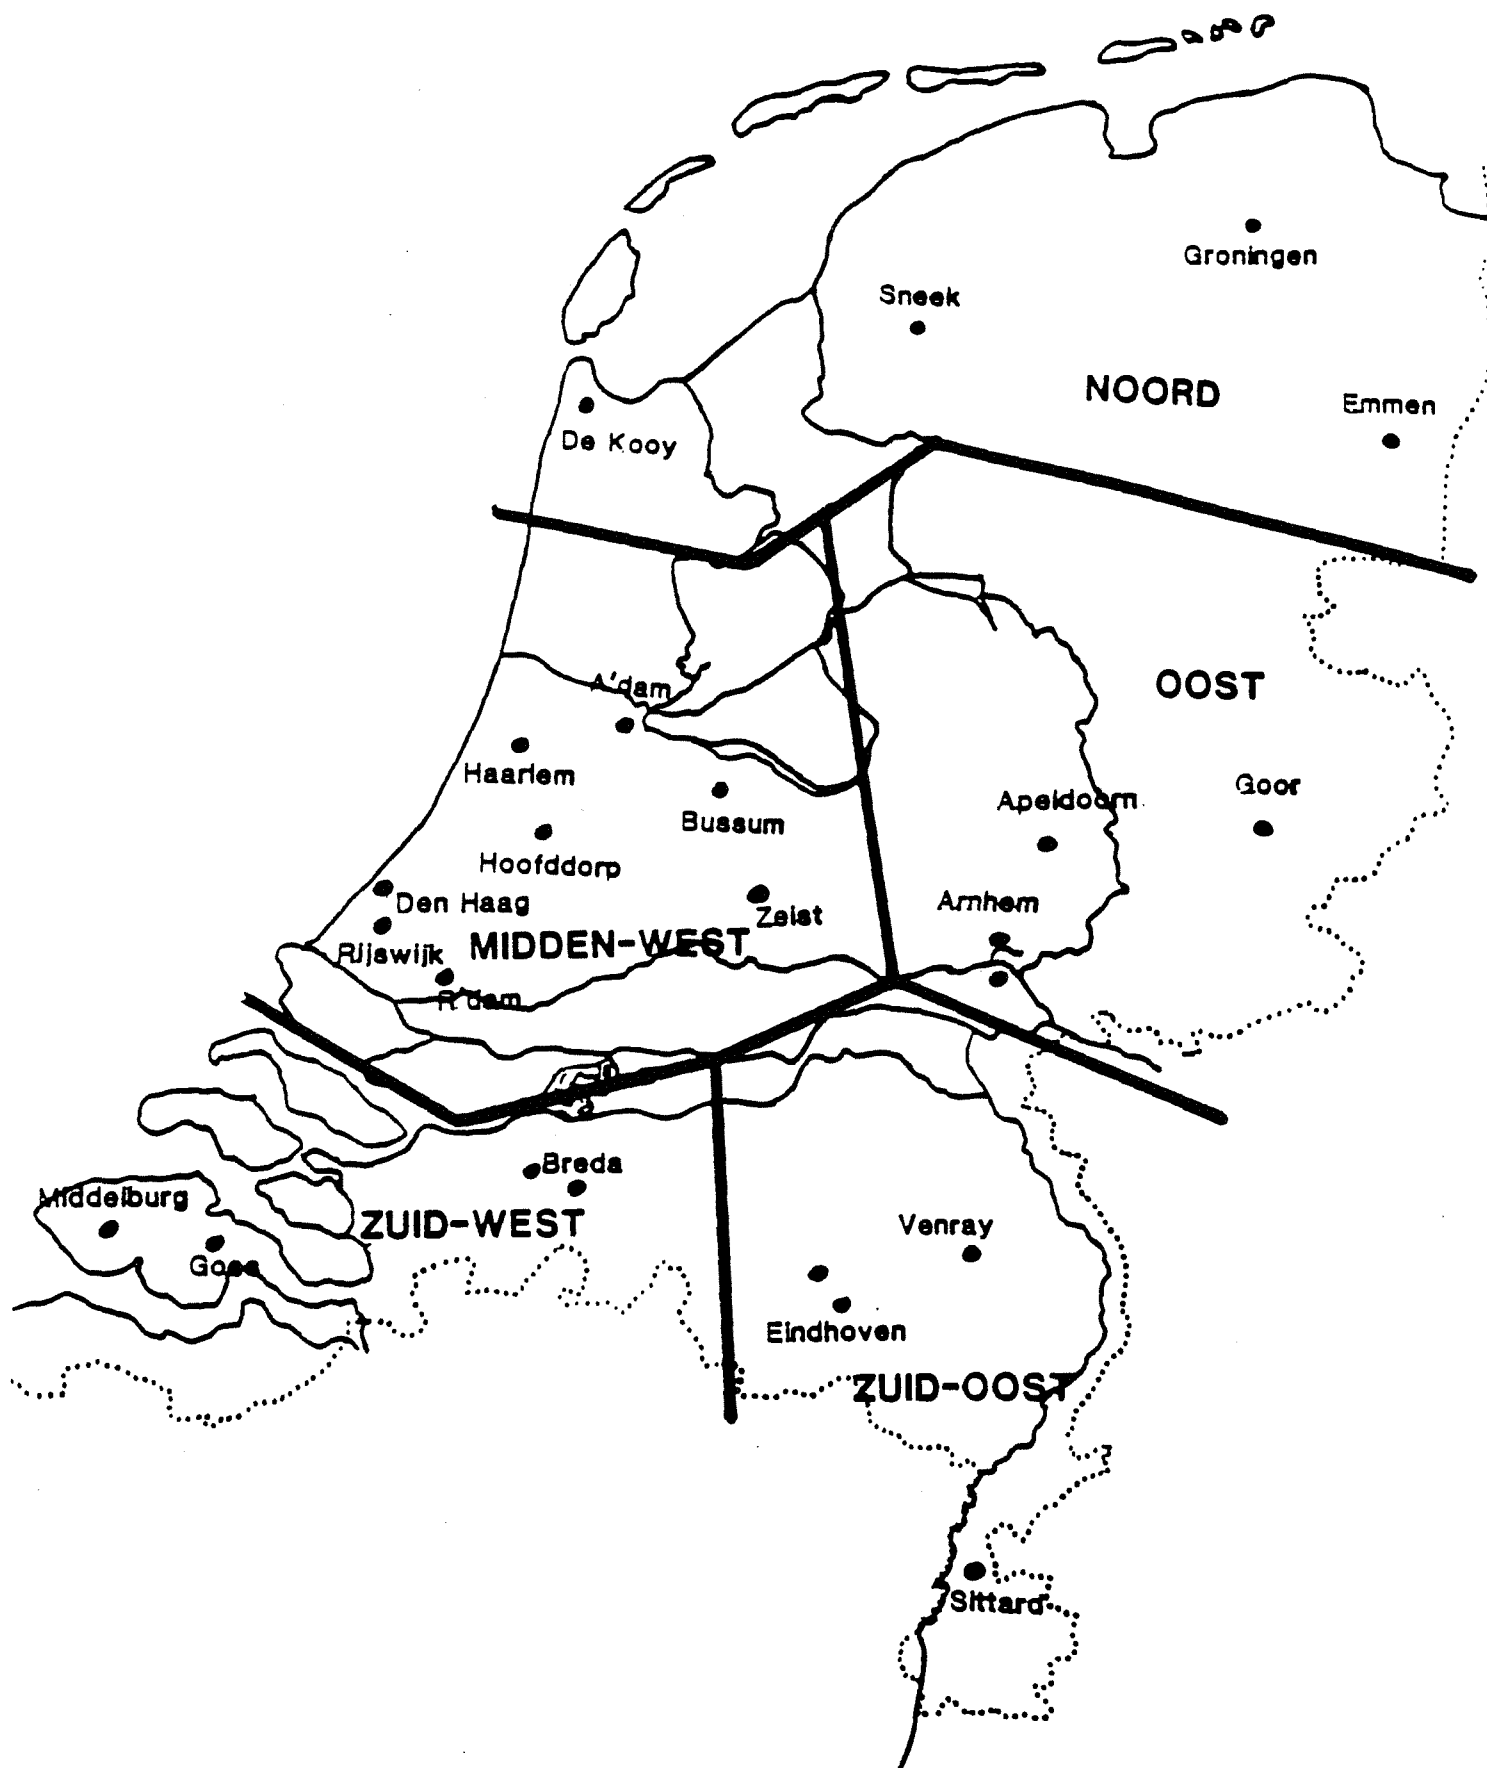 Groningen
Sneek
NOORD
Emmen
De Kooy
OOST
A'dam
Haarlem
Goor
Apeldoorn
Bussum
Hoofddorp
Den Haag
Arnhem
Zeist
MIDDEN-WEST
Rijswijk
R'dam
Breda
Middelburg
ZUID-WEST
Venray
Goes
Eindhoven
ZUID-OOST
Sittard